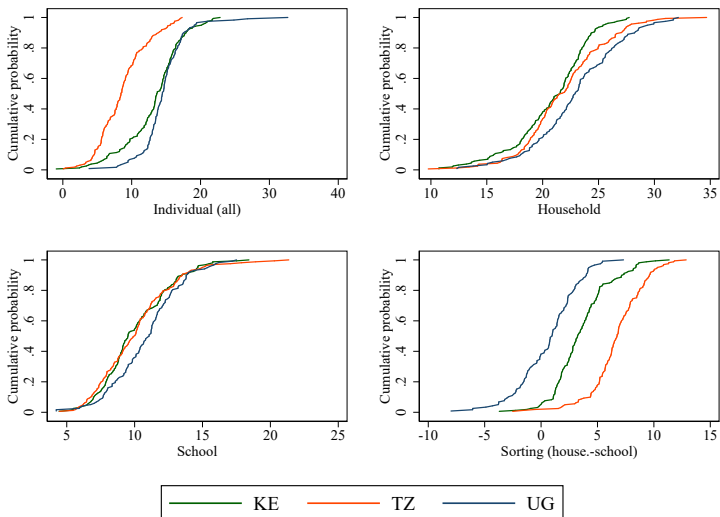 Cumulative probability
1
.8
.6
.4
.2
0
0 10 20 30 40
Individual (all)
Cumulative probability
1
.8
.6
.4
.2
0
10 15 20 25 30 35
Household
Cumulative probability
1
.8
.6
.4
.2
0
5 10 15 20 25
School
Cumulative probability
1
.8
.6
.4
.2
0
-10 -5 0 5 10 15
Sorting (house.-school)
KE TZ UG